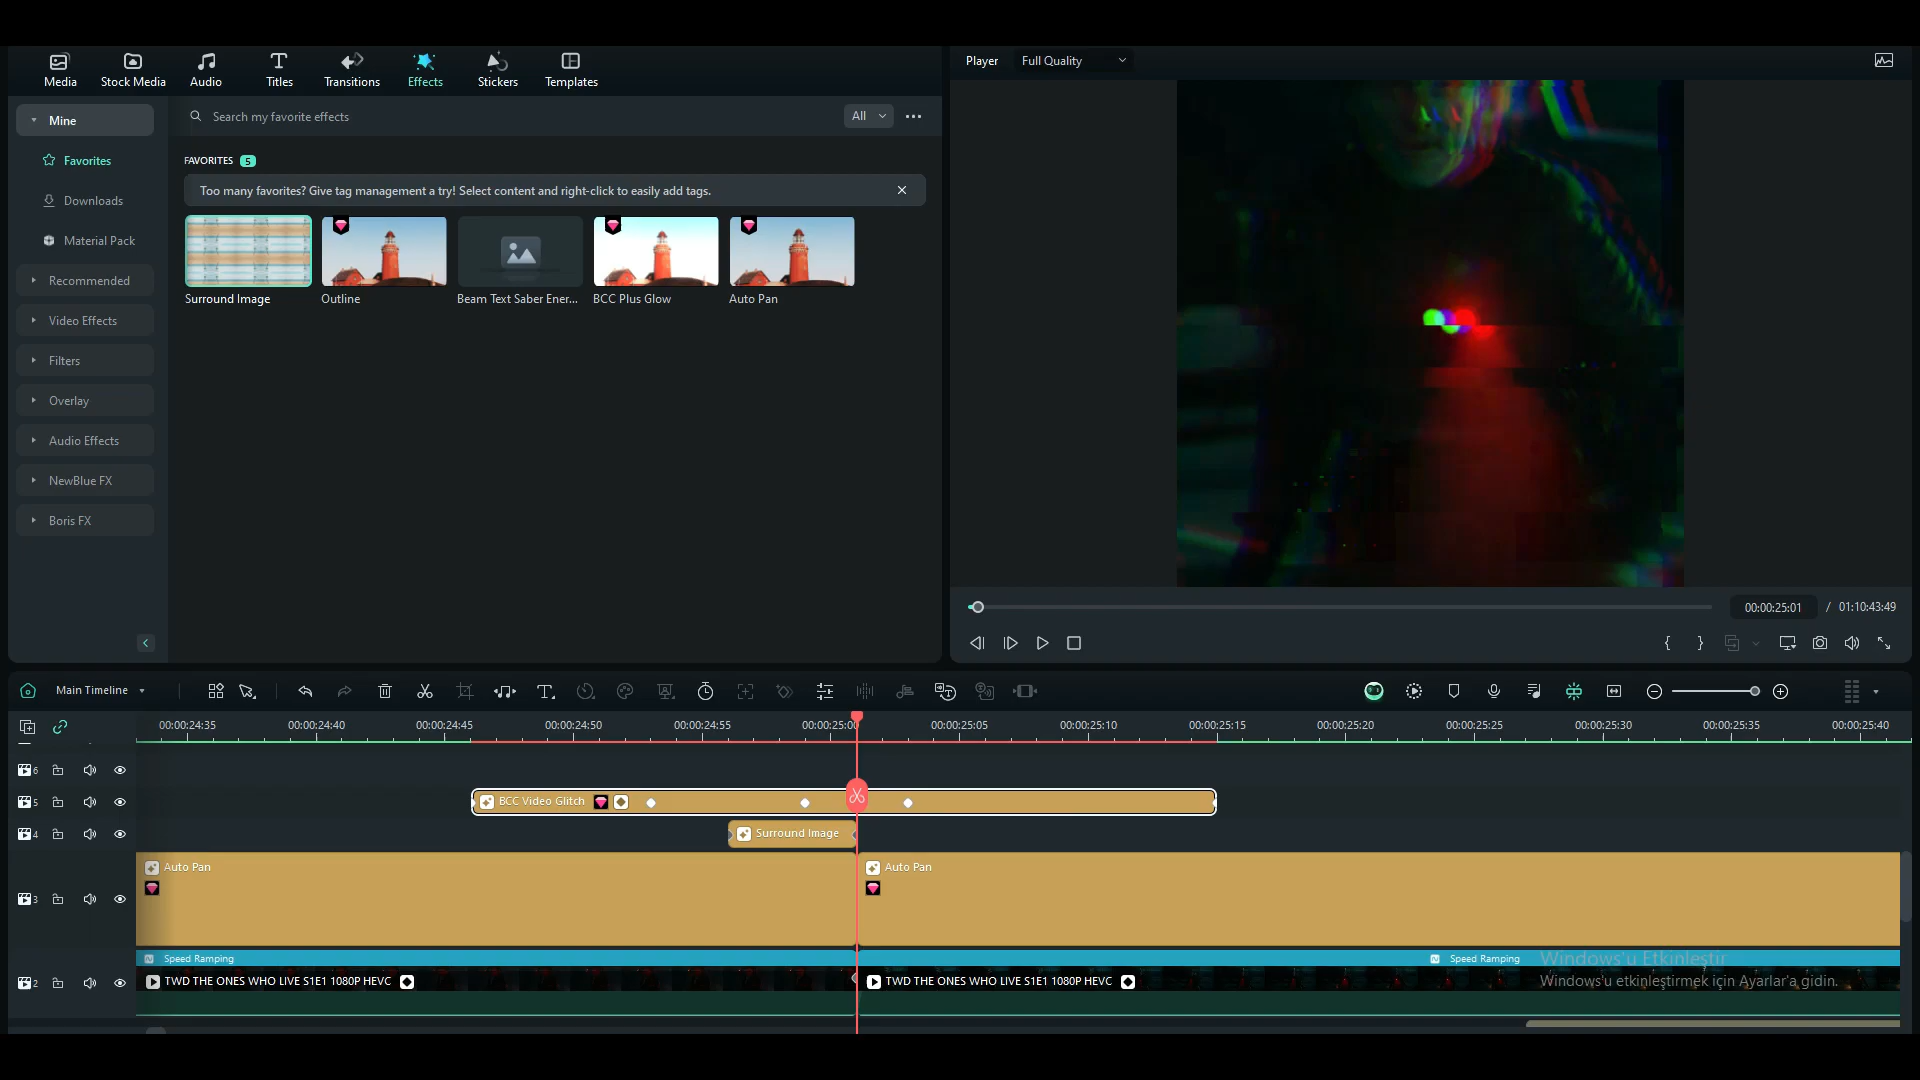 Media
Stock Media
Audio
Titles
Transitions
Effects
Stickers
Templates
Player
Full Quality
Mine
Favorites
Downloads
Material Pack
Recommended
Video Effects
Filters
Overlay
Audio Effects
NewBlue FX
Boris FX
Search my favorite effects
All
FAVORITES 5
Too many favorites? Give tag management a try! Select content and right-click to easily add tags.
Surround Image
Outline
Beam Text Saber Ener...
BCC Plus Glow
Auto Pan
00:00:25:01 / 01:10:43:49
Main Timeline
00:00:24:35
00:00:24:40
00:00:24:45
00:00:24:50
00:00:24:55
00:00:25:00
00:00:25:05
00:00:25:10
00:00:25:15
00:00:25:20
00:00:25:25
00:00:25:30
00:00:25:35
00:00:25:40
6
5
BCC Video Glitch
4
Surround Image
3
Auto Pan
Auto Pan
Speed Ramping
Speed Ramping
2
TWD THE ONES WHO LIVE S1E1 1080P HEVC
TWD THE ONES WHO LIVE S1E1 1080P HEVC
Windows'u Etkinleştir
Windows'u etkinleştirmek için Ayarlar'a gidin.